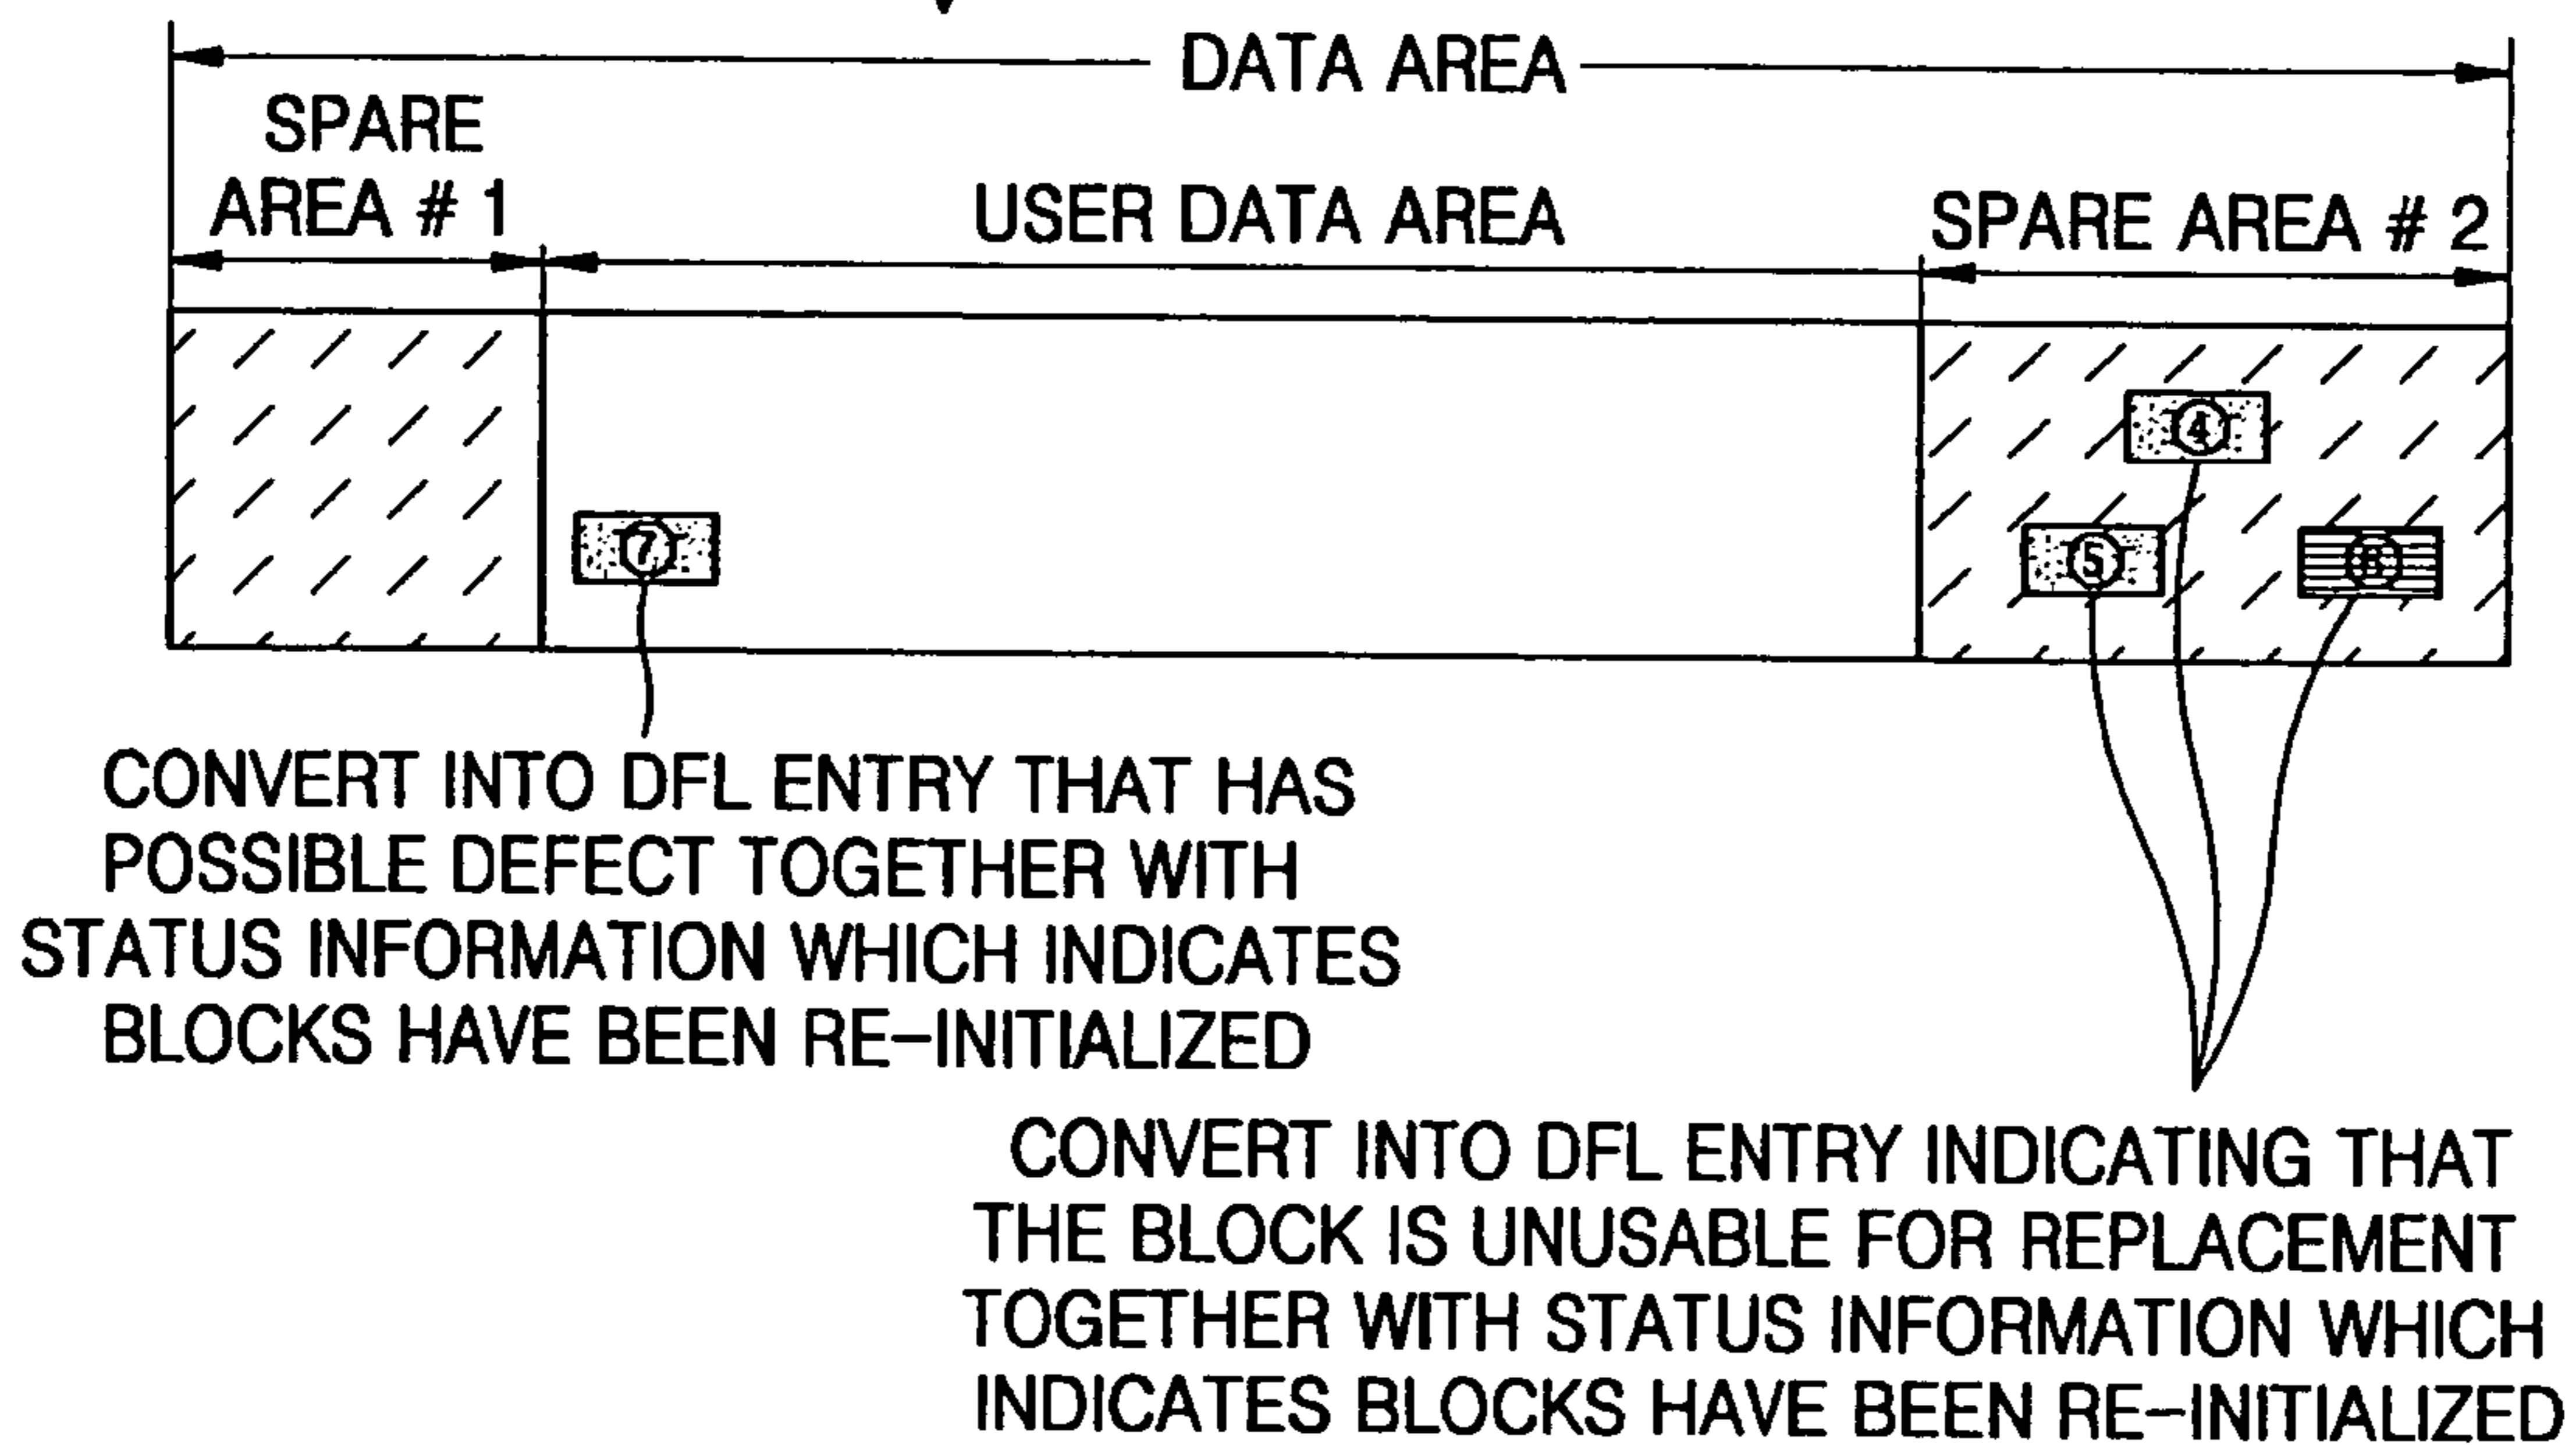 DATA AREA
SPARE
AREA # 1
USER DATA AREA
SPARE AREA # 2
④
⑦
⑤
CONVERT INTO DFL ENTRY THAT HAS
POSSIBLE DEFECT TOGETHER WITH
STATUS INFORMATION WHICH INDICATES
BLOCKS HAVE BEEN RE-INITIALIZED
CONVERT INTO DFL ENTRY INDICATING THAT
THE BLOCK IS UNUSABLE FOR REPLACEMENT
TOGETHER WITH STATUS INFORMATION WHICH
INDICATES BLOCKS HAVE BEEN RE-INITIALIZED